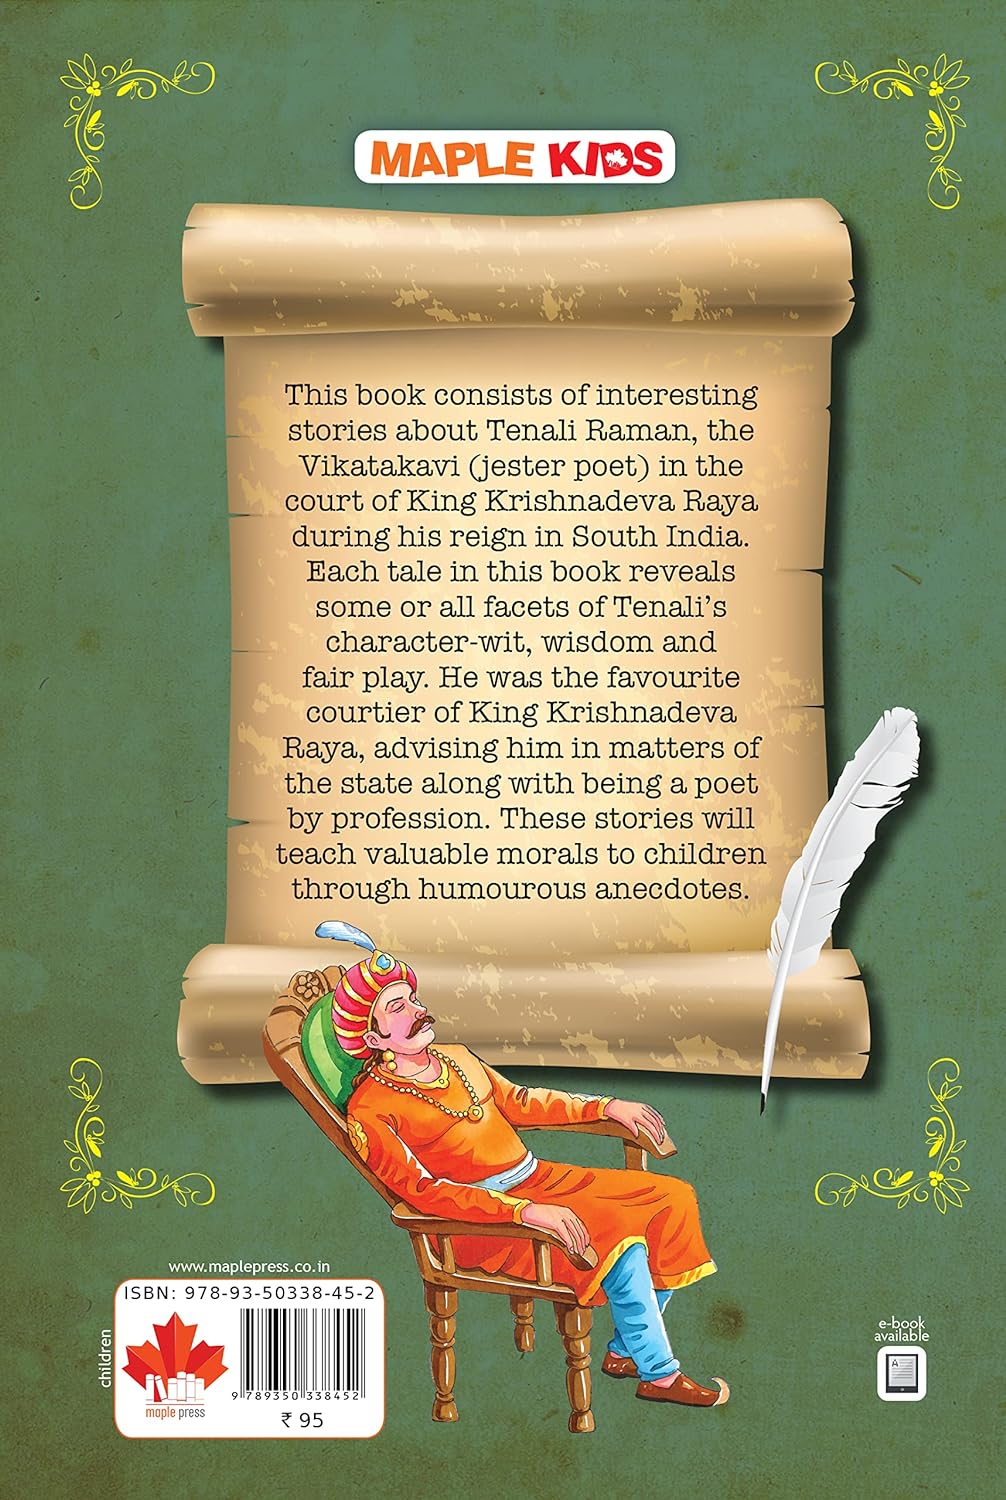 MAPLE KIDS
This book consists of interesting
stories about Tenali Raman, the
Vikatakavi (jester poet) in the
court of King Krishnadeva Raya
during his reign in South India.
Each tale in this book reveals
some or all facets of Tenali's
character-wit, wisdom and
fair play. He was the favourite
courtier of King Krishnadeva
Raya, advising him in matters of
the state along with being a poet
by profession. These stories will
teach valuable morals to children
through humourous anecdotes.
www.maplepress.co.in
ISBN: 978-93-50338-45-2
children
maple press
9 789350 338452
₹ 95
e-book
available
A